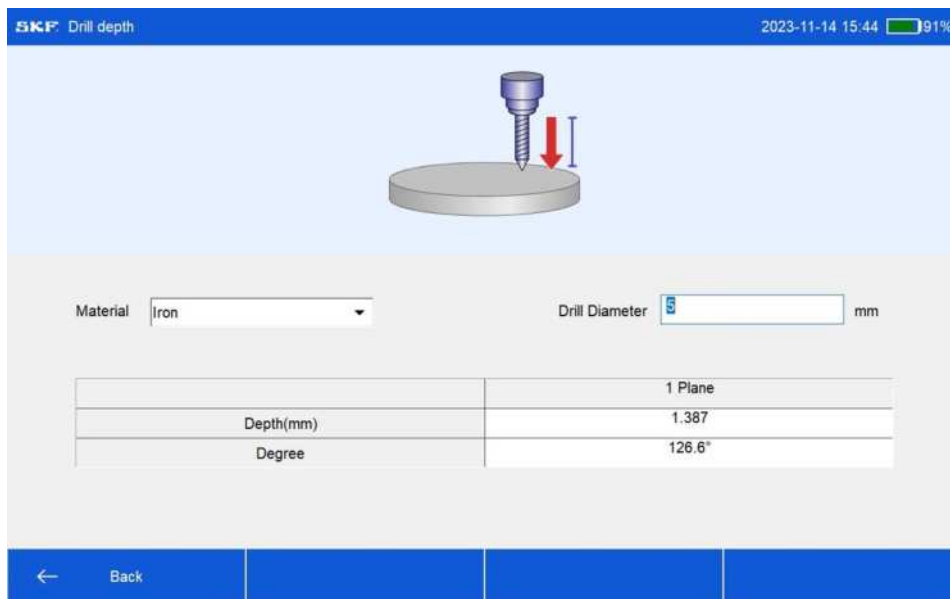 SKF. Drill depth 2023-11-14 15:44 91%
Material Iron Drill Diameter 5 mm
1 Plane
Depth(mm) 1.387
Degree 126.6°
← Back